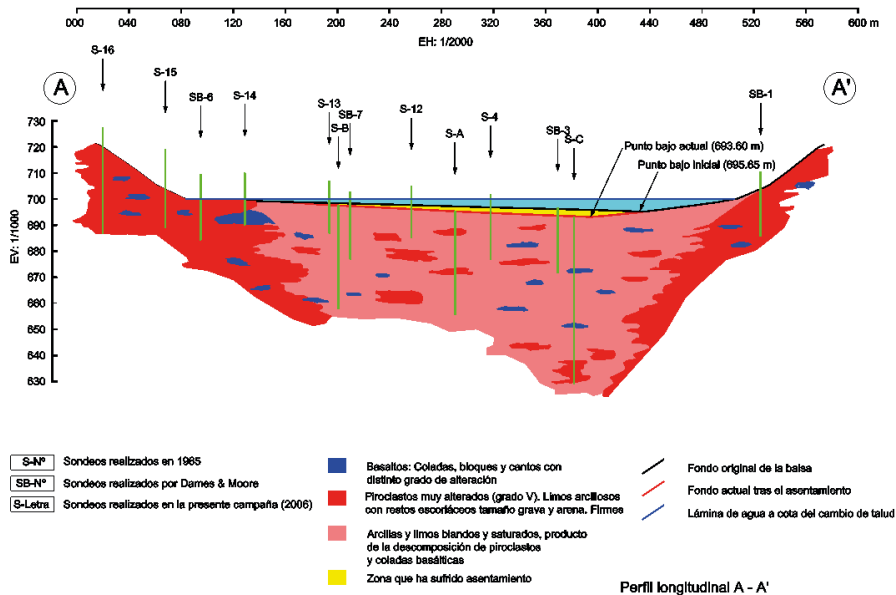 000 040 080 120 160 200 240 280 320 360 400 440 480 520 560 600 m
EH: 1/2000
S-16
S-15
SB-6
S-14
S-13
S-B
SB-7
S-12
S-A
S-4
SB-3
S-C
SB-1
A
A'
Punto bajo actual (693.60 m)
Punto bajo inicial (695.65 m)
EV: 1/1000
730
720
710
700
690
680
670
660
650
640
630
S-Nº Sondeos realizados en 1965
SB-Nº Sondeos realizados por Dames & Moore
S-Letra Sondeos realizados en la presente campaña (2006)
Basaltos: Coladas, bloques y cantos con
distinto grado de alteración
Piroclastos muy alterados (grado V). Limos arcillosos
con restos escoriáceos tamaño grava y arena. Firmes
Arcillas y limos blandos y saturados, producto
de la descomposición de piroclastos
y coladas basálticas
Zona que ha sufrido asentamiento
Fondo original de la balsa
Fondo actual tras el asentamiento
Lámina de agua a cota del cambio de talud
Perfil longitudinal A - A'